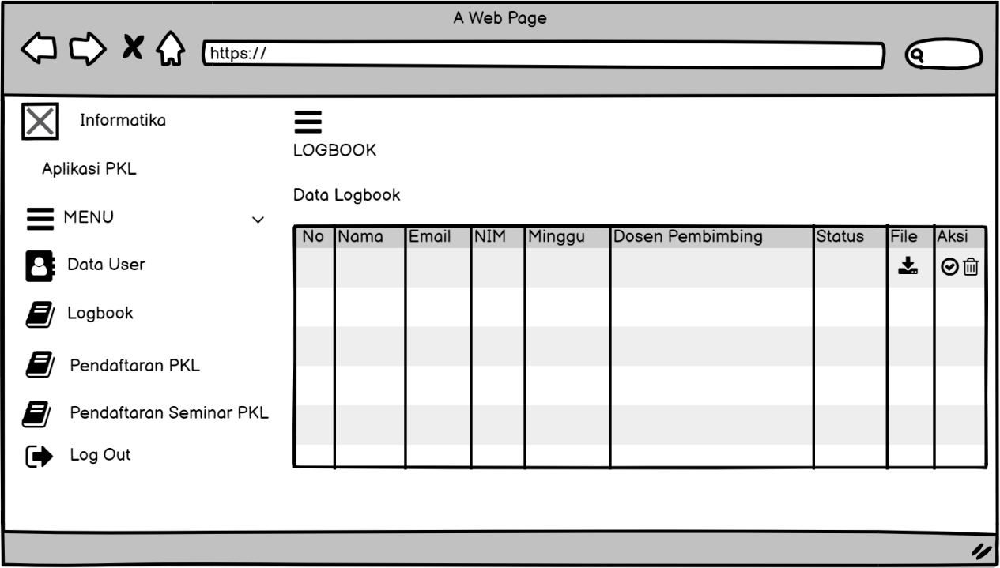 A Web Page
https://
Informatika
Aplikasi PKL
MENU
Data User
Logbook
Pendaftaran PKL
Pendaftaran Seminar PKL
Log Out
LOGBOOK
Data Logbook
No Nama Email NIM Minggu Dosen Pembimbing Status File Aksi